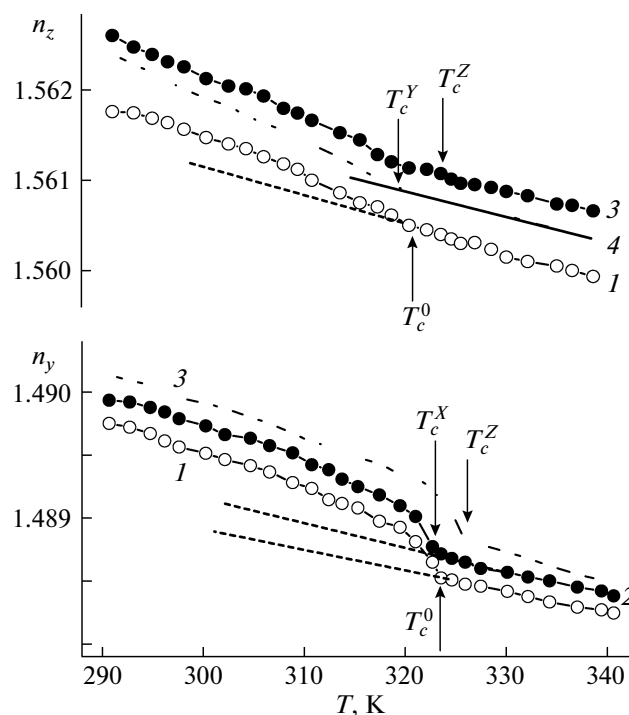 n_z
1.562
T_c^Y T_c^Z
1.561
3
4
1.560
1
T_c^0
n_y
1.490
3
T_c^X T_c^Z
1
1.489
2
T_c^0
290 300 310 320 330 340
T, K